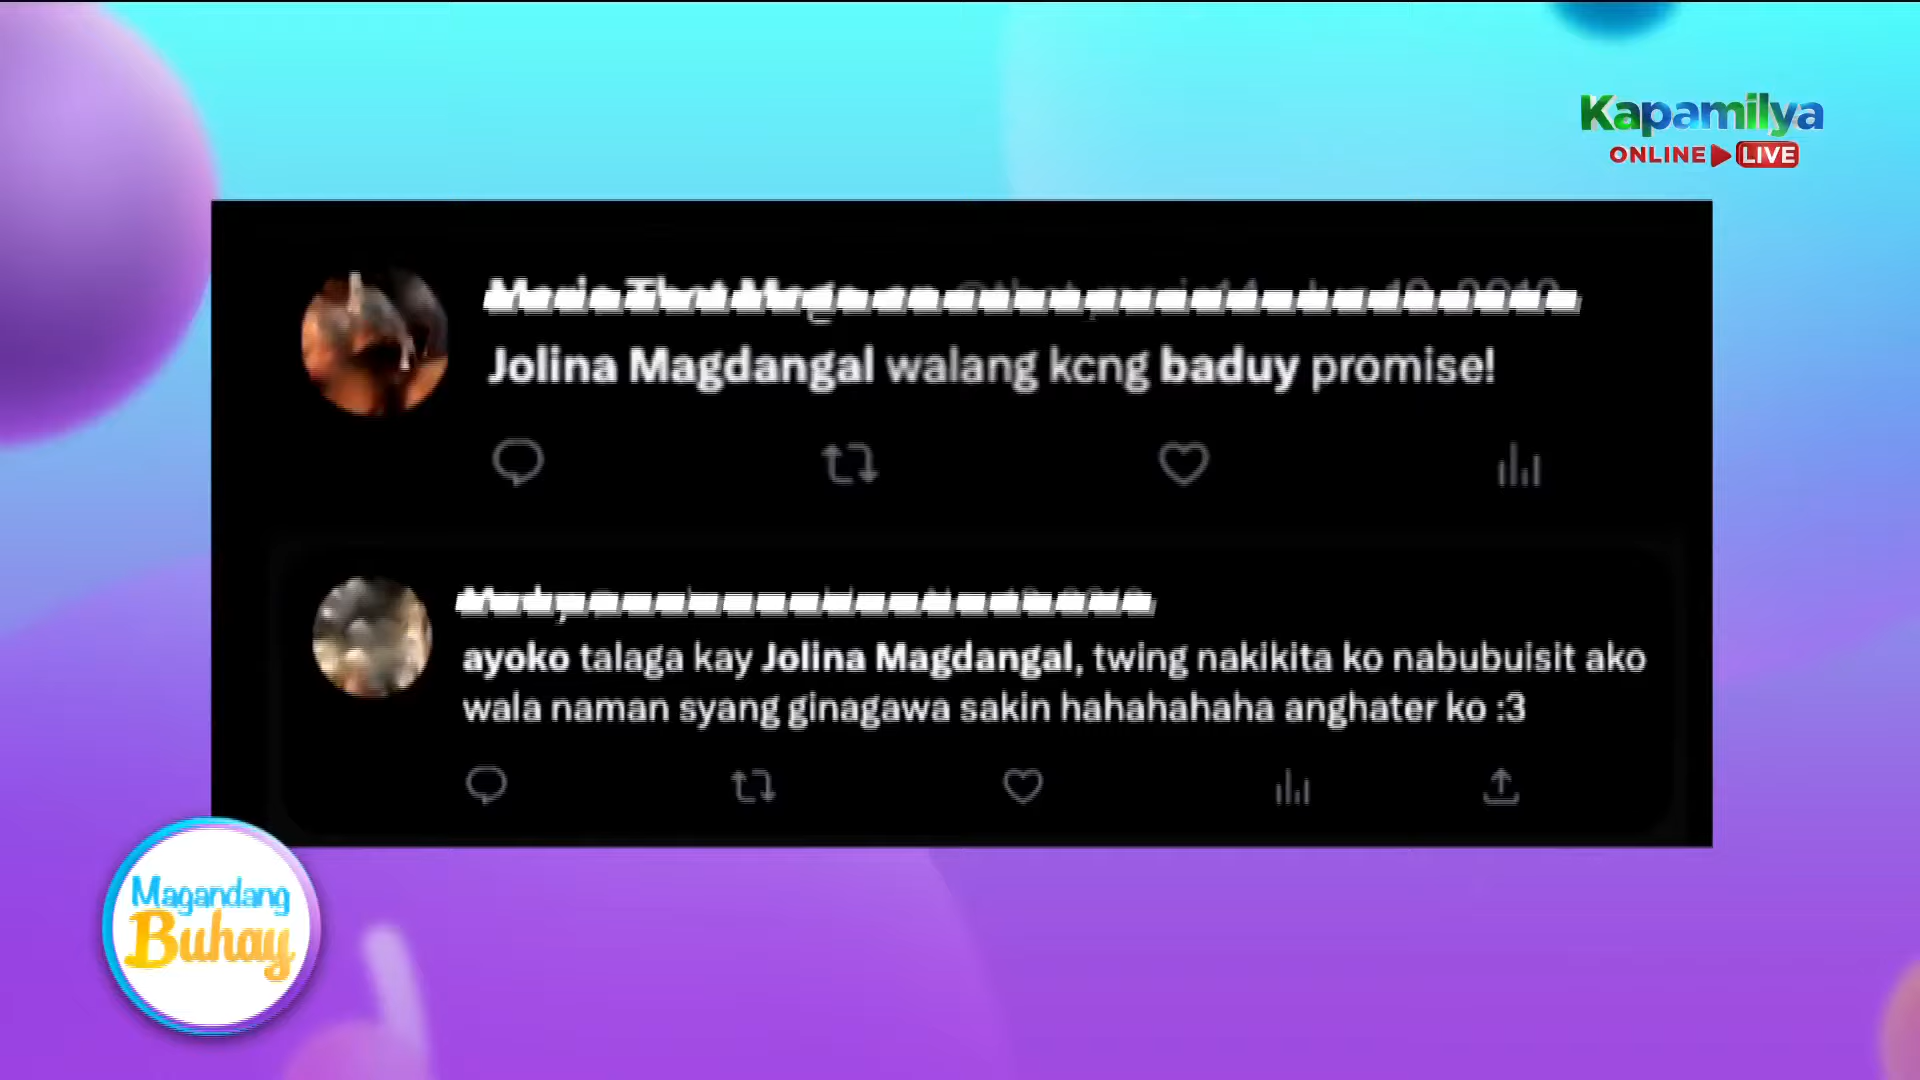 Kapamilya
ONLINE LIVE
Jolina Magdangal walang kcng baduy promise!
ayoko talaga kay Jolina Magdangal, twing nakikita ko nabubuisit ako
wala naman syang ginagawa sakin hahahahaha anghater ko :3
Magandang
Buhay